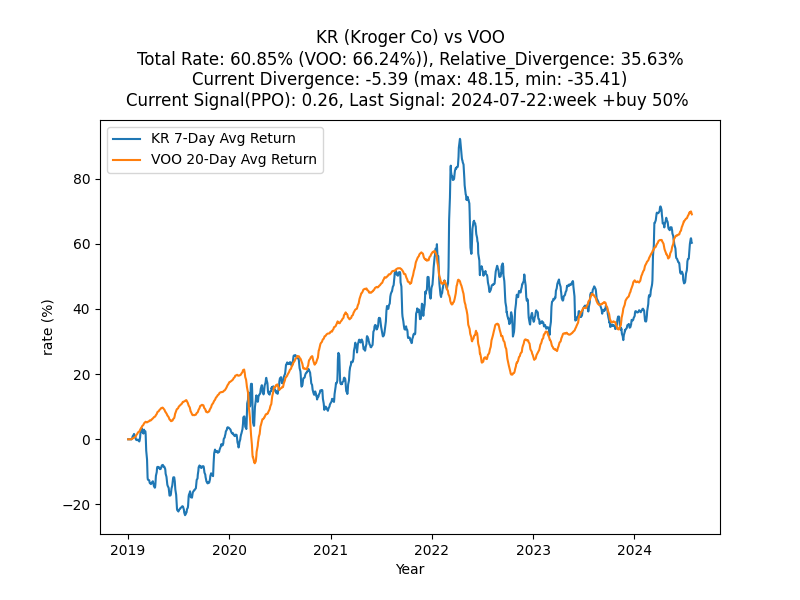 KR (Kroger Co) vs VOO
Total Rate: 60.85% (VOO: 66.24%)), Relative_Divergence: 35.63%
Current Divergence: -5.39 (max: 48.15, min: -35.41)
Current Signal(PPO): 0.26, Last Signal: 2024-07-22:week +buy 50%
KR 7-Day Avg Return
VOO 20-Day Avg Return
rate (%)
80
60
40
20
0
−20
2019 2020 2021 2022 2023 2024
Year